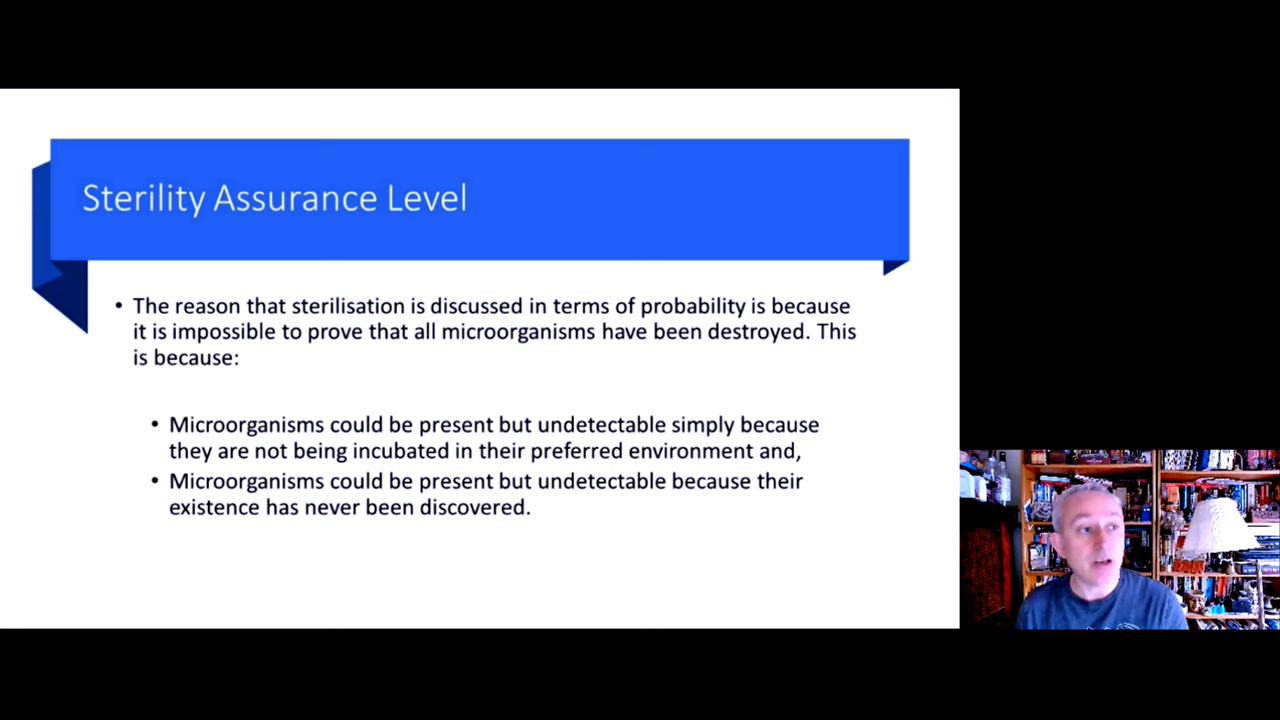 Sterility Assurance Level
• The reason that sterilisation is discussed in terms of probability is because
it is impossible to prove that all microorganisms have been destroyed. This
is because:
• Microorganisms could be present but undetectable simply because
they are not being incubated in their preferred environment and,
• Microorganisms could be present but undetectable because their
existence has never been discovered.